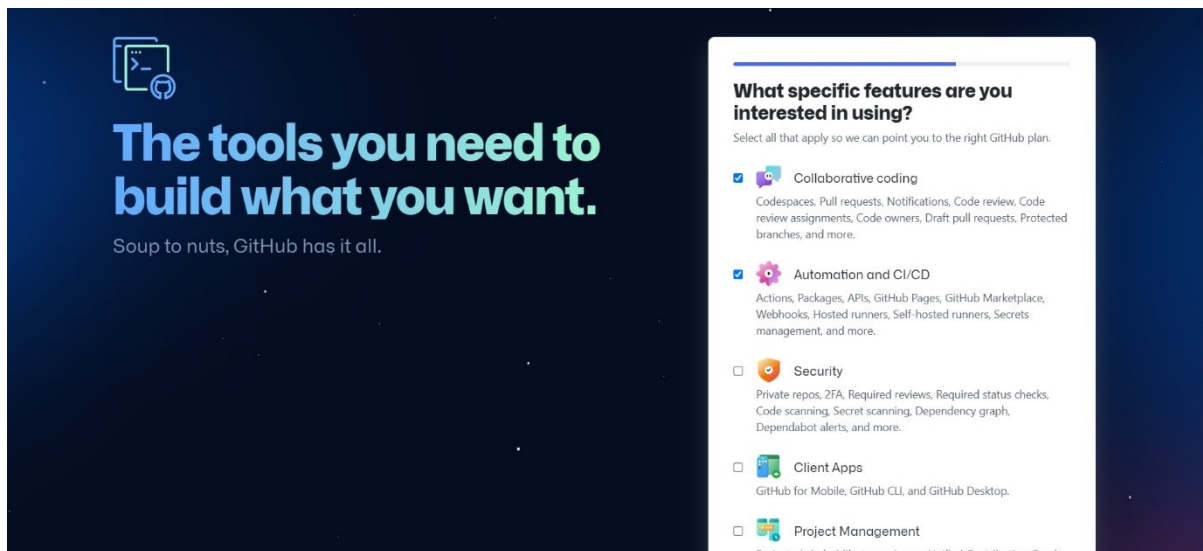 The tools you need to
build what you want.
Soup to nuts, GitHub has it all.
What specific features are you
interested in using?
Select all that apply so we can point you to the right GitHub plan.
Collaborative coding
Codespaces, Pull requests, Notifications, Code review, Code
review assignments, Code owners, Draft pull requests, Protected
branches, and more.
Automation and CI/CD
Actions, Packages, APIs, GitHub Pages, GitHub Marketplace,
Webhooks, Hosted runners, Self-hosted runners, Secrets
management, and more.
Security
Private repos, 2FA, Required reviews, Required status checks,
Code scanning, Secret scanning, Dependency graph,
Dependabot alerts, and more.
Client Apps
GitHub for Mobile, GitHub CLI, and GitHub Desktop.
Project Management